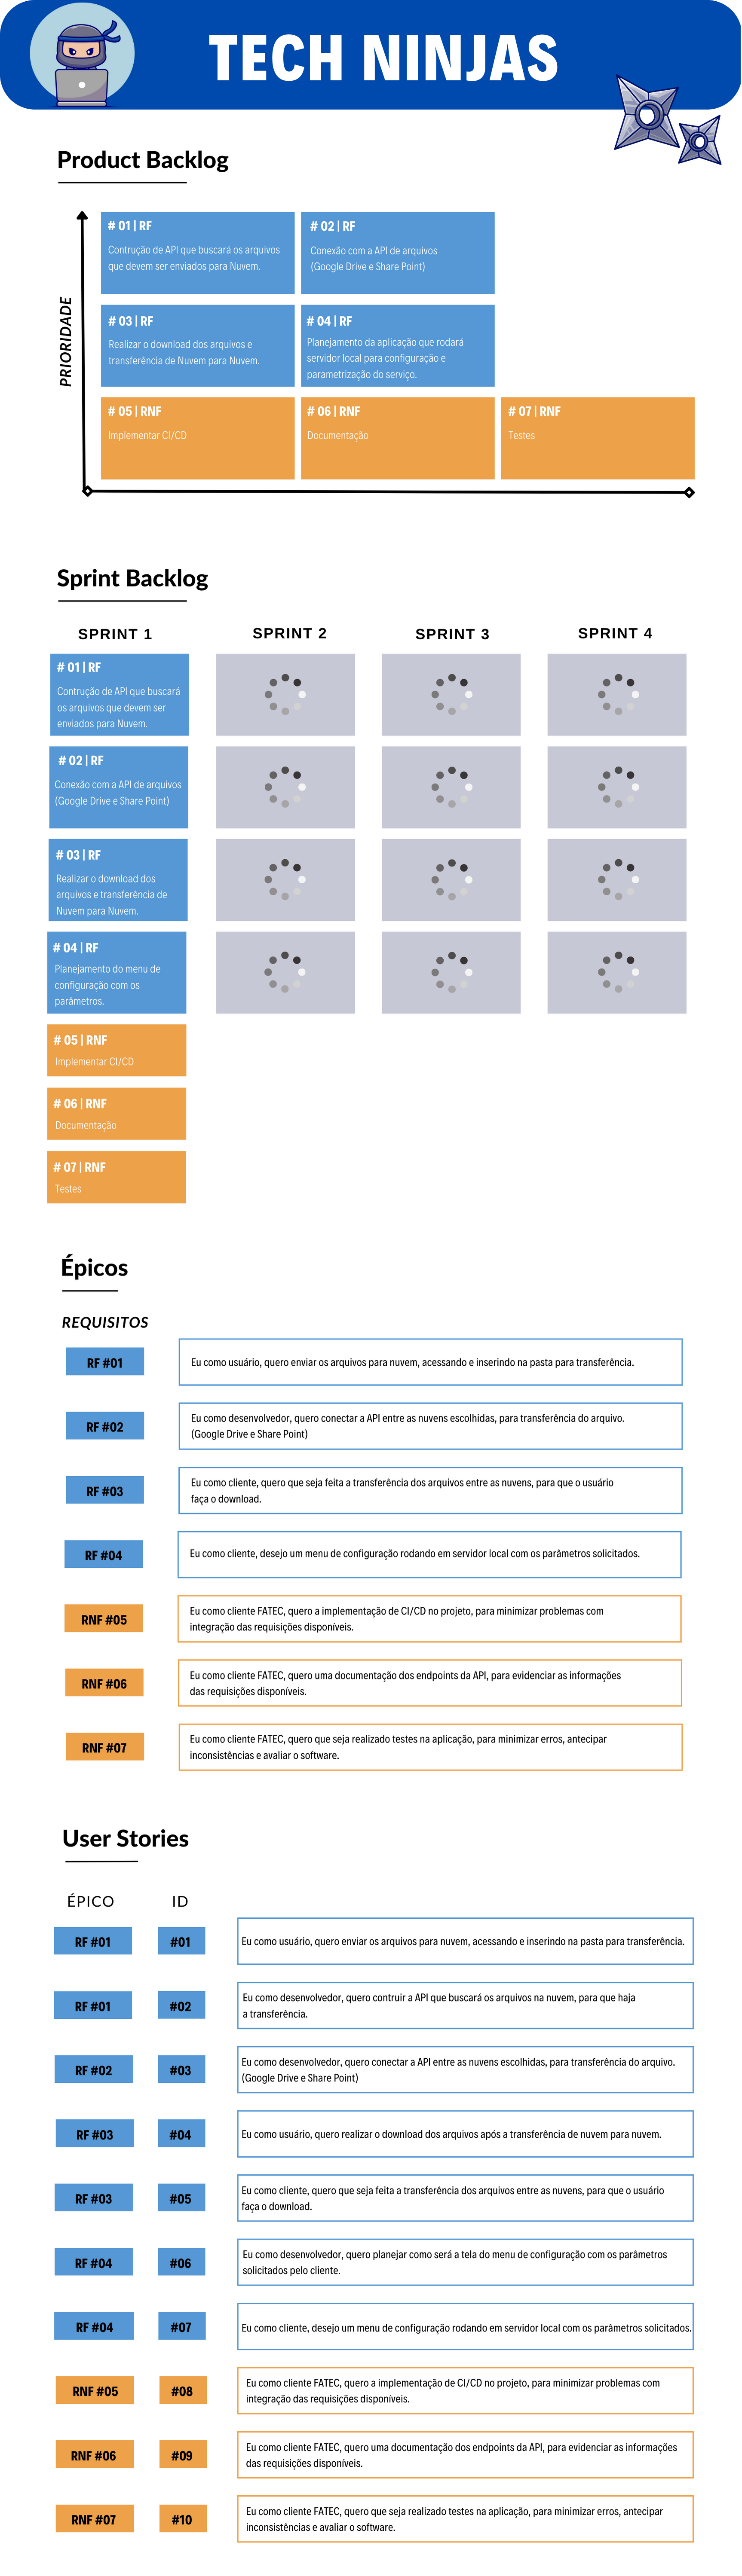 TECH NINJAS
Product Backlog
PRIORIDADE
# 01 | RF
Contrução de API que buscará os arquivos
que devem ser enviados para Nuvem.
# 02 | RF
Conexão com a API de arquivos
(Google Drive e Share Point)
# 03 | RF
Realizar o download dos arquivos e
transferência de Nuvem para Nuvem.
# 04 | RF
Planejamento da aplicação que rodará
servidor local para configuração e
parametrização do serviço.
# 05 | RNF
Implementar CI/CD
# 06 | RNF
Documentação
# 07 | RNF
Testes
Sprint Backlog
SPRINT 1
SPRINT 2
SPRINT 3
SPRINT 4
# 01 | RF
Contrução de API que buscará
os arquivos que devem ser
enviados para Nuvem.
# 02 | RF
Conexão com a API de arquivos
(Google Drive e Share Point)
# 03 | RF
Realizar o download dos
arquivos e transferência de
Nuvem para Nuvem.
# 04 | RF
Planejamento do menu de
configuração com os
parâmetros.
# 05 | RNF
Implementar CI/CD
# 06 | RNF
Documentação
# 07 | RNF
Testes
Épicos
REQUISITOS
RF #01
Eu como usuário, quero enviar os arquivos para nuvem, acessando e inserindo na pasta para transferência.
RF #02
Eu como desenvolvedor, quero conectar a API entre as nuvens escolhidas, para transferência do arquivo.
(Google Drive e Share Point)
RF #03
Eu como cliente, quero que seja feita a transferência dos arquivos entre as nuvens, para que o usuário
faça o download.
RF #04
Eu como cliente, desejo um menu de configuração rodando em servidor local com os parâmetros solicitados.
RNF #05
Eu como cliente FATEC, quero a implementação de CI/CD no projeto, para minimizar problemas com
integração das requisições disponíveis.
RNF #06
Eu como cliente FATEC, quero uma documentação dos endpoints da API, para evidenciar as informações
das requisições disponíveis.
RNF #07
Eu como cliente FATEC, quero que seja realizado testes na aplicação, para minimizar erros, antecipar
inconsistências e avaliar o software.
User Stories
ÉPICO
ID
RF #01
#01
Eu como usuário, quero enviar os arquivos para nuvem, acessando e inserindo na pasta para transferência.
RF #01
#02
Eu como desenvolvedor, quero contruir a API que buscará os arquivos na nuvem, para que haja
a transferência.
RF #02
#03
Eu como desenvolvedor, quero conectar a API entre as nuvens escolhidas, para transferência do arquivo.
(Google Drive e Share Point)
RF #03
#04
Eu como usuário, quero realizar o download dos arquivos após a transferência de nuvem para nuvem.
RF #03
#05
Eu como cliente, quero que seja feita a transferência dos arquivos entre as nuvens, para que o usuário
faça o download.
RF #04
#06
Eu como desenvolvedor, quero planejar como será a tela do menu de configuração com os parâmetros
solicitados pelo cliente.
RF #04
#07
Eu como cliente, desejo um menu de configuração rodando em servidor local com os parâmetros solicitados.
RNF #05
#08
Eu como cliente FATEC, quero a implementação de CI/CD no projeto, para minimizar problemas com
integração das requisições disponíveis.
RNF #06
#09
Eu como cliente FATEC, quero uma documentação dos endpoints da API, para evidenciar as informações
das requisições disponíveis.
RNF #07
#10
Eu como cliente FATEC, quero que seja realizado testes na aplicação, para minimizar erros, antecipar
inconsistências e avaliar o software.